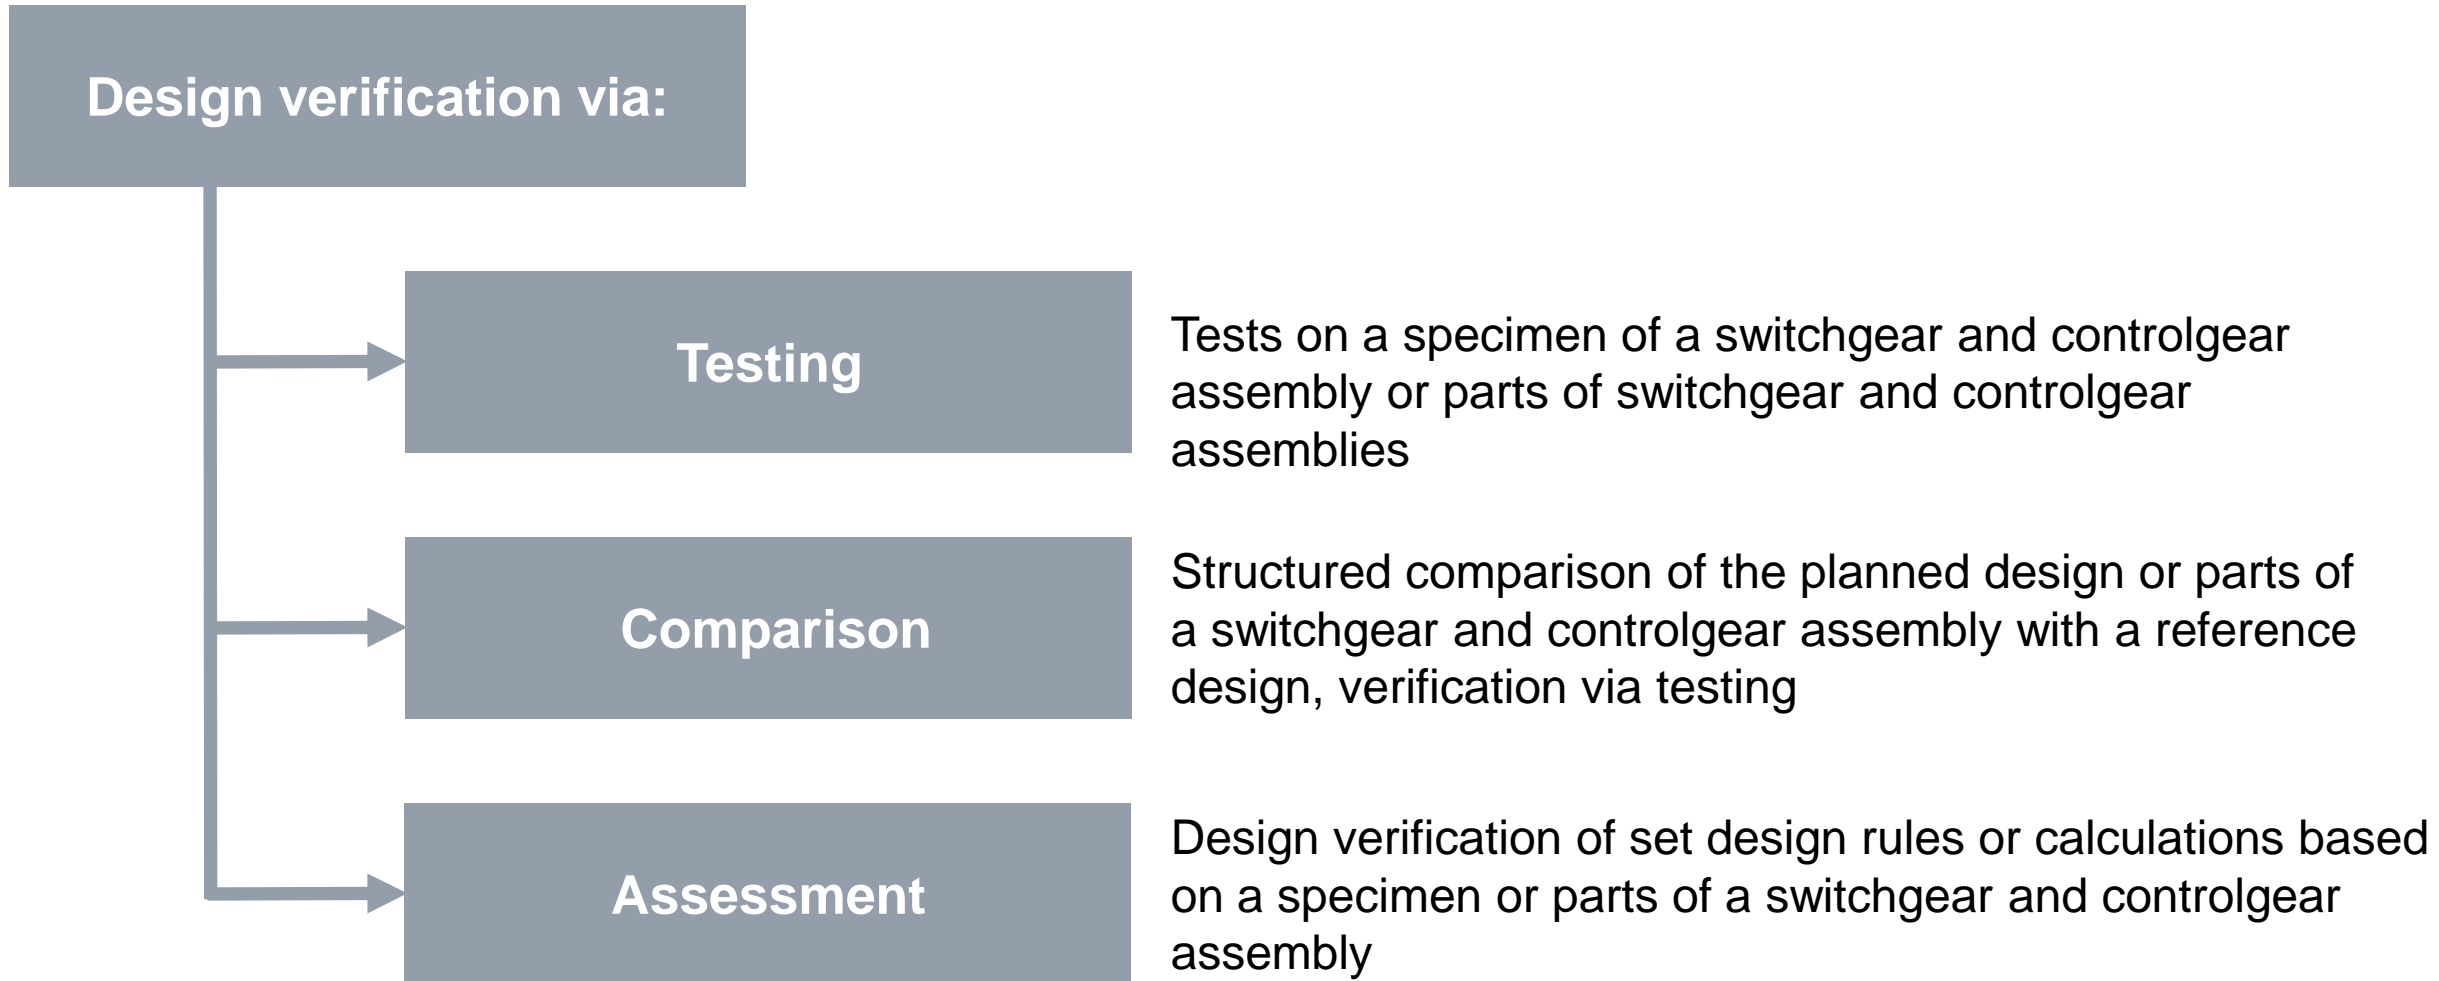 Design verification via:
Testing
Tests on a specimen of a switchgear and controlgear
assembly or parts of switchgear and controlgear
assemblies
Comparison
Structured comparison of the planned design or parts of
a switchgear and controlgear assembly with a reference
design, verification via testing
Assessment
Design verification of set design rules or calculations based
on a specimen or parts of a switchgear and controlgear
assembly